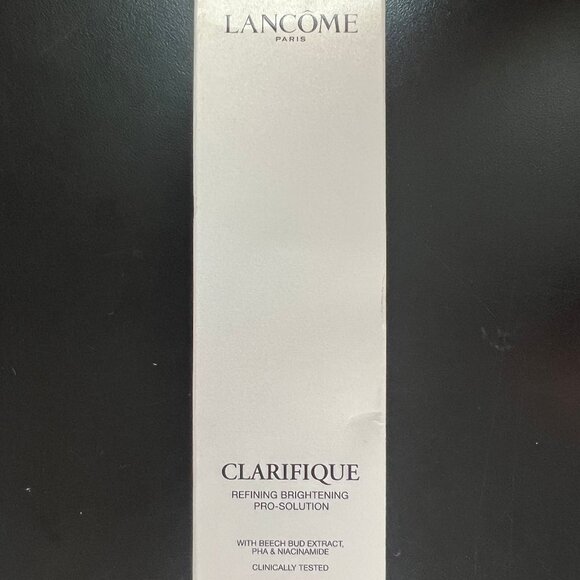 LANCÔME
PARIS
CLARIFIQUE
REFINING BRIGHTENING
PRO-SOLUTION
WITH BEECH BUD EXTRACT,
PHA & NIACINAMIDE
CLINICALLY TESTED